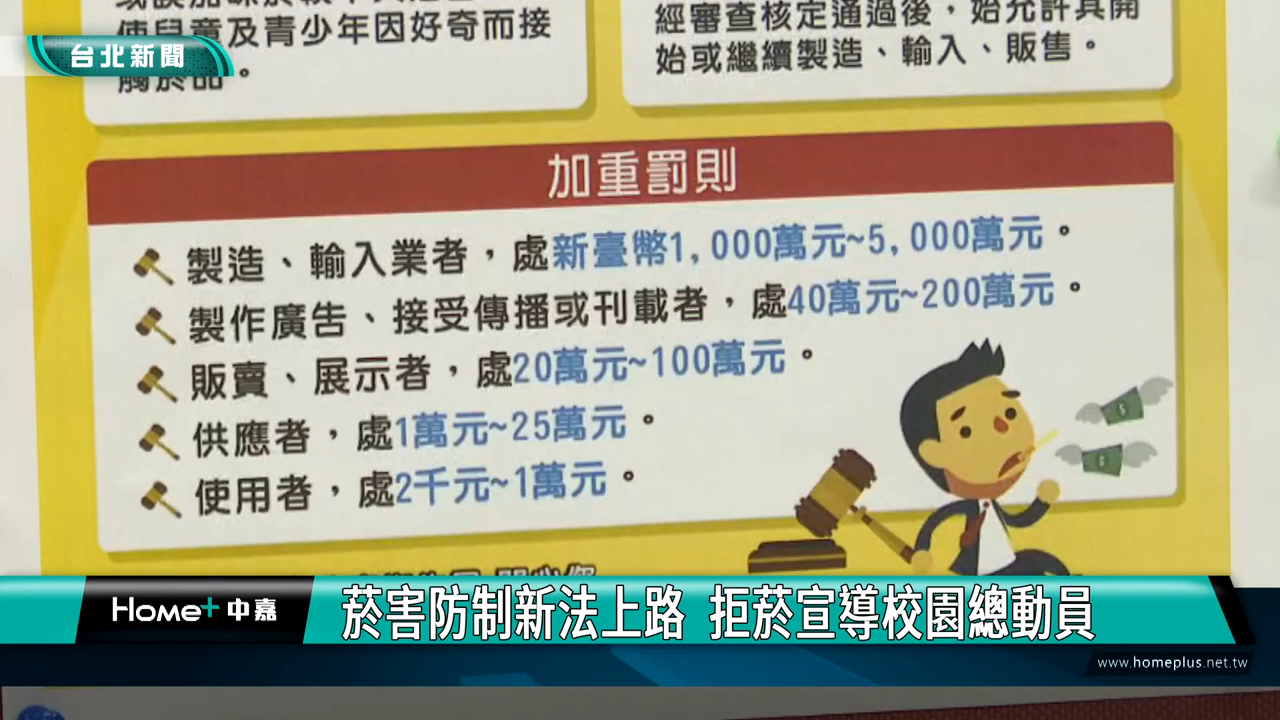 台北新聞
使兒童及青少年因好奇而接
觸菸品。
經審查核定通過後，始允許其開
始或繼續製造、輸入、販售。
加重罰則
製造、輸入業者，處新臺幣1,000萬元~5,000萬元。
製作廣告、接受傳播或刊載者，處40萬元~200萬元。
販賣、展示者，處20萬元~100萬元。
供應者，處1萬元~25萬元。
使用者，處2千元~1萬元。
Home+中嘉
菸害防制新法上路 拒菸宣導校園總動員
www.homeplus.net.tw